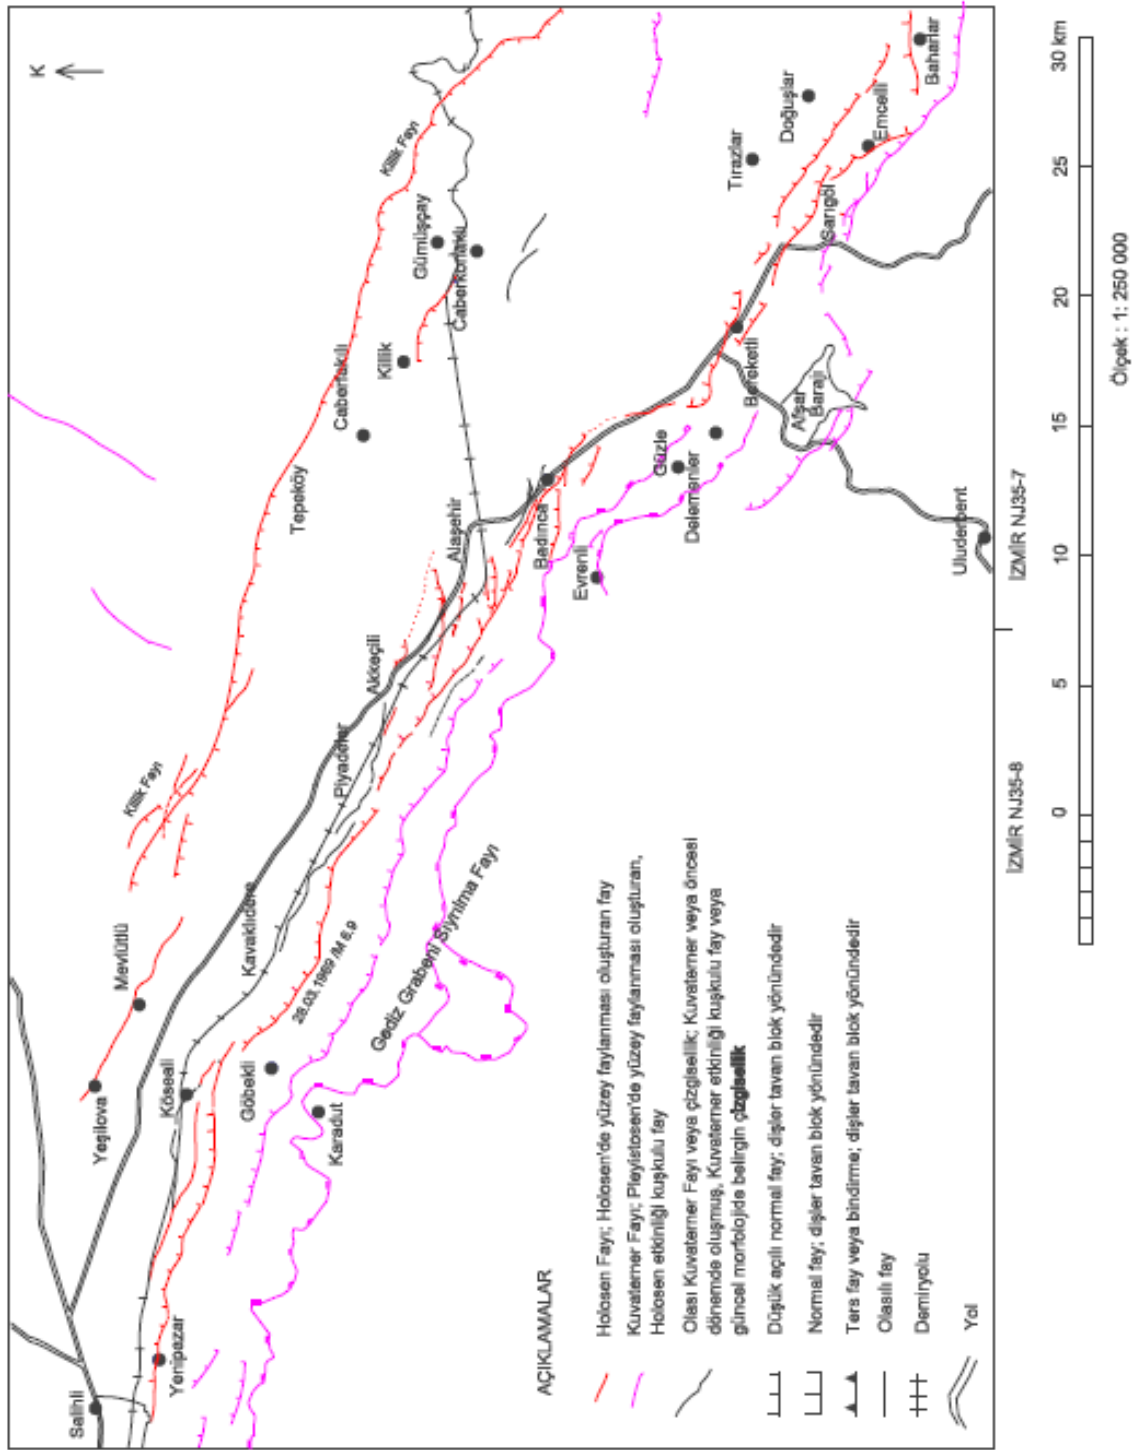 K
Killik Fayı
Killik Fayı
Yeşilova
Mevlütlü
Tepeköy
Caberfakılı
Killik
Gümüşçay
Caberkonaklı
Tırazlar
Doğuşlar
Baharlar
Emcelli
Sarıgöl
Salihli
Yenipazar
Köseali
Kavaklıdere
Piyadeler
Akkeçili
Alaşehir
Badınca
Bereketli
Göbekli
28.03.1969 /M 6.9
Karadut
Gediz Grabeni Sıyrılma Fayı
Evrenli
Güzle
Delemenler
Afşar
Barajı
Uluderbent
AÇIKLAMALAR
Holosen Fayı; Holosen'de yüzey faylanması oluşturan fay
Kuvaterner Fayı; Pleyistosen'de yüzey faylanması oluşturan,
Holosen etkinliği kuşkulu fay
Olası Kuvaterner Fayı veya çizgisellik; Kuvaterner veya öncesi
dönemde oluşmuş, Kuvaterner etkinliği kuşkulu fay veya
güncel morfolojide belirgin çizgisellik
Düşük açılı normal fay; dişler tavan blok yönündedir
Normal fay; dişler tavan blok yönündedir
Ters fay veya bindirme; dişler tavan blok yönündedir
Olasılı fay
Demiryolu
Yol
İZMİR NJ35-8
İZMİR NJ35-7
0 5 10 15 20 25 30 km
Ölçek : 1: 250 000